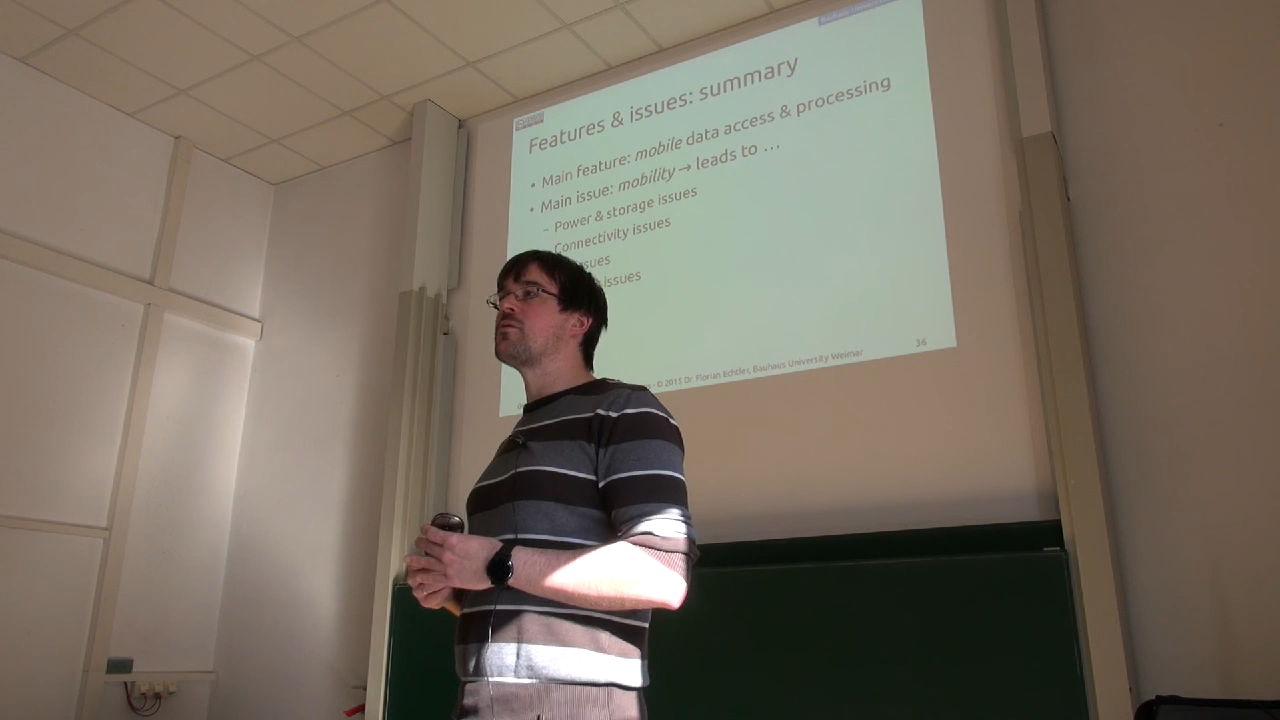 Features & issues: summary
• Main feature: mobile data access & processing
• Main issue: mobility → leads to …
– Power & storage issues
Connectivity issues
issues
issues
- © 2015 Dr. Florian Echtler, Bauhaus University Weimar
36